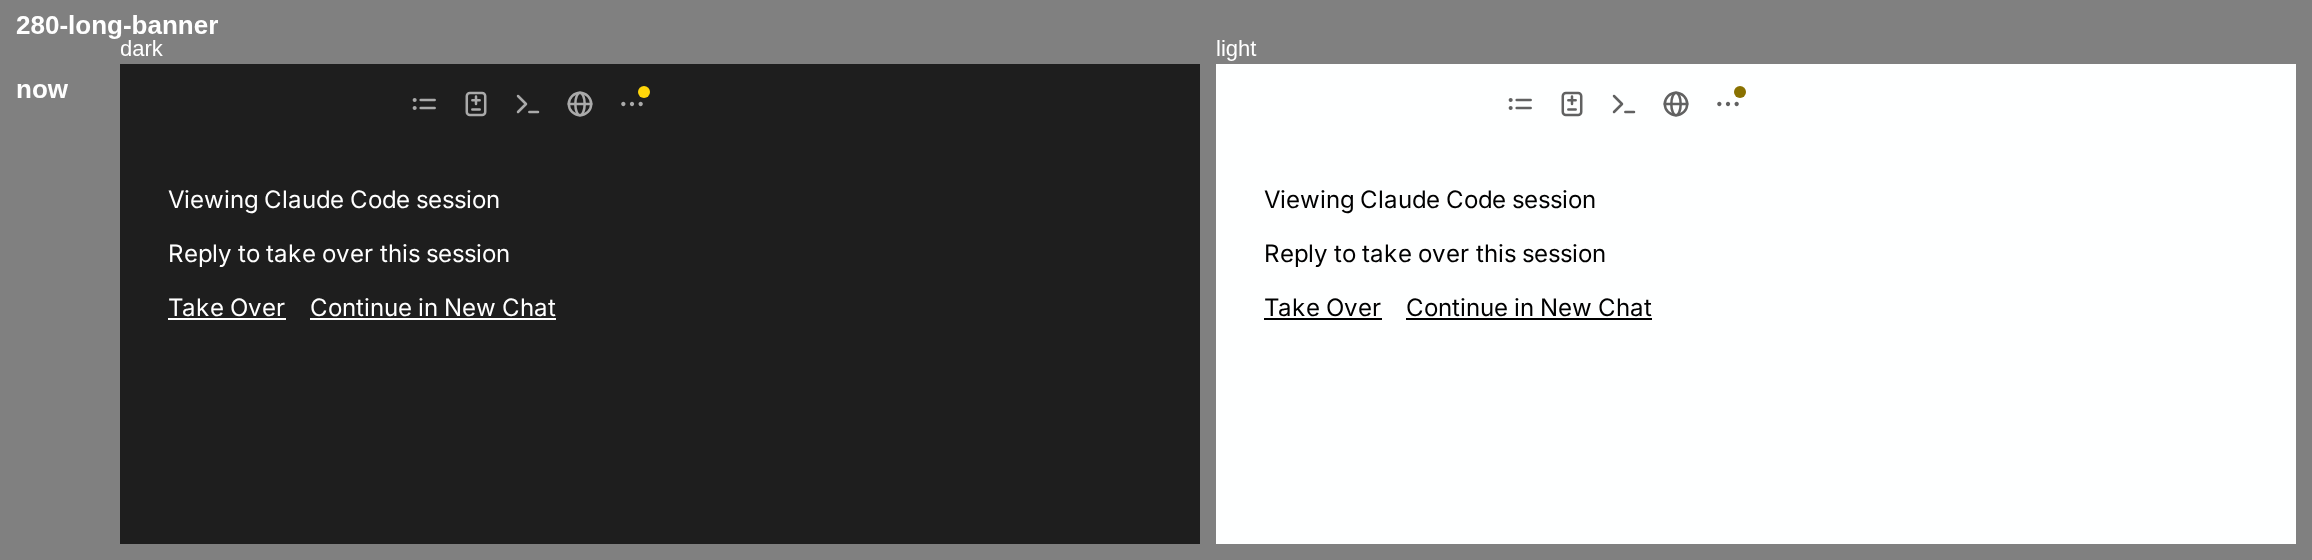 280-long-banner
dark
light
now
Viewing Claude Code session
Reply to take over this session
Take Over Continue in New Chat
Viewing Claude Code session
Reply to take over this session
Take Over Continue in New Chat